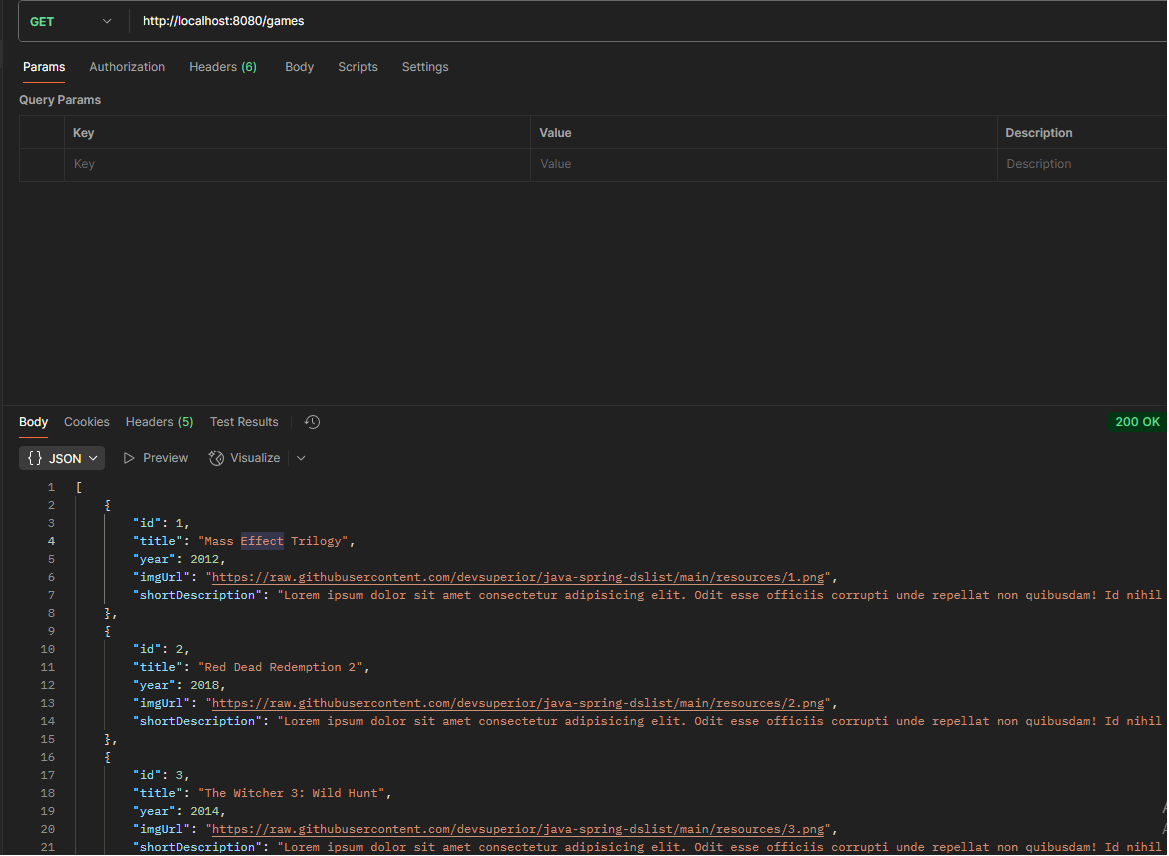 GET http://localhost:8080/games
Params Authorization Headers (6) Body Scripts Settings
Query Params
Key Value Description
Key Value Description
Body Cookies Headers (5) Test Results 200 OK
{} JSON Preview Visualize
1 [
2 {
3 "id": 1,
4 "title": "Mass Effect Trilogy",
5 "year": 2012,
6 "imgUrl": "https://raw.githubusercontent.com/devsuperior/java-spring-dslist/main/resources/1.png",
7 "shortDescription": "Lorem ipsum dolor sit amet consectetur adipisicing elit. Odit esse officiis corrupti unde repellat non quibusdam! Id nihil
8 },
9 {
10 "id": 2,
11 "title": "Red Dead Redemption 2",
12 "year": 2018,
13 "imgUrl": "https://raw.githubusercontent.com/devsuperior/java-spring-dslist/main/resources/2.png",
14 "shortDescription": "Lorem ipsum dolor sit amet consectetur adipisicing elit. Odit esse officiis corrupti unde repellat non quibusdam! Id nihil
15 },
16 {
17 "id": 3,
18 "title": "The Witcher 3: Wild Hunt",
19 "year": 2014,
20 "imgUrl": "https://raw.githubusercontent.com/devsuperior/java-spring-dslist/main/resources/3.png",
21 "shortDescription": "Lorem ipsum dolor sit amet consectetur adipisicing elit. Odit esse officiis corrupti unde repellat non quibusdam! Id nihil